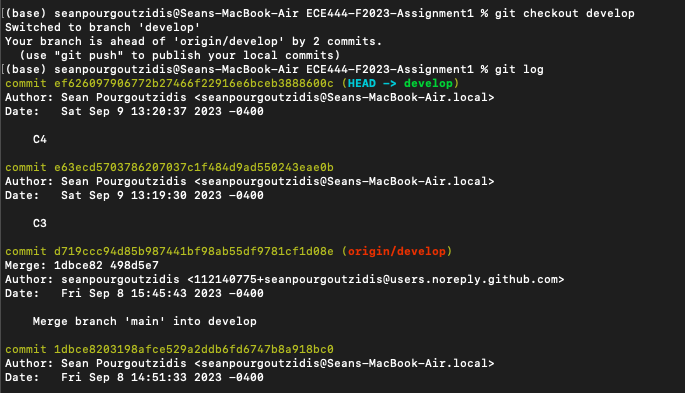 [(base) seanpourgoutzidis@Seans-MacBook-Air ECE444-F2023-Assignment1 % git checkout develop
Switched to branch 'develop'
Your branch is ahead of 'origin/develop' by 2 commits.
  (use "git push" to publish your local commits)
[(base) seanpourgoutzidis@Seans-MacBook-Air ECE444-F2023-Assignment1 % git log
commit ef626097906772b27466f22916e6bceb3888600c (HEAD -> develop)
Author: Sean Pourgoutzidis <seanpourgoutzidis@Seans-MacBook-Air.local>
Date:   Sat Sep 9 13:20:37 2023 -0400
    C4
commit e63ecd5703786207037c1f484d9ad550243eae0b
Author: Sean Pourgoutzidis <seanpourgoutzidis@Seans-MacBook-Air.local>
Date:   Sat Sep 9 13:19:30 2023 -0400
    C3
commit d719ccc94d85b987441bf98ab55df9781cf1d08e (origin/develop)
Merge: 1dbce82 498d5e7
Author: seanpourgoutzidis <112140775+seanpourgoutzidis@users.noreply.github.com>
Date:   Fri Sep 8 15:45:43 2023 -0400
    Merge branch 'main' into develop
commit 1dbce8203198afce529a2ddb6fd6747b8a918bc0
Author: Sean Pourgoutzidis <seanpourgoutzidis@Seans-MacBook-Air.local>
Date:   Fri Sep 8 14:51:33 2023 -0400